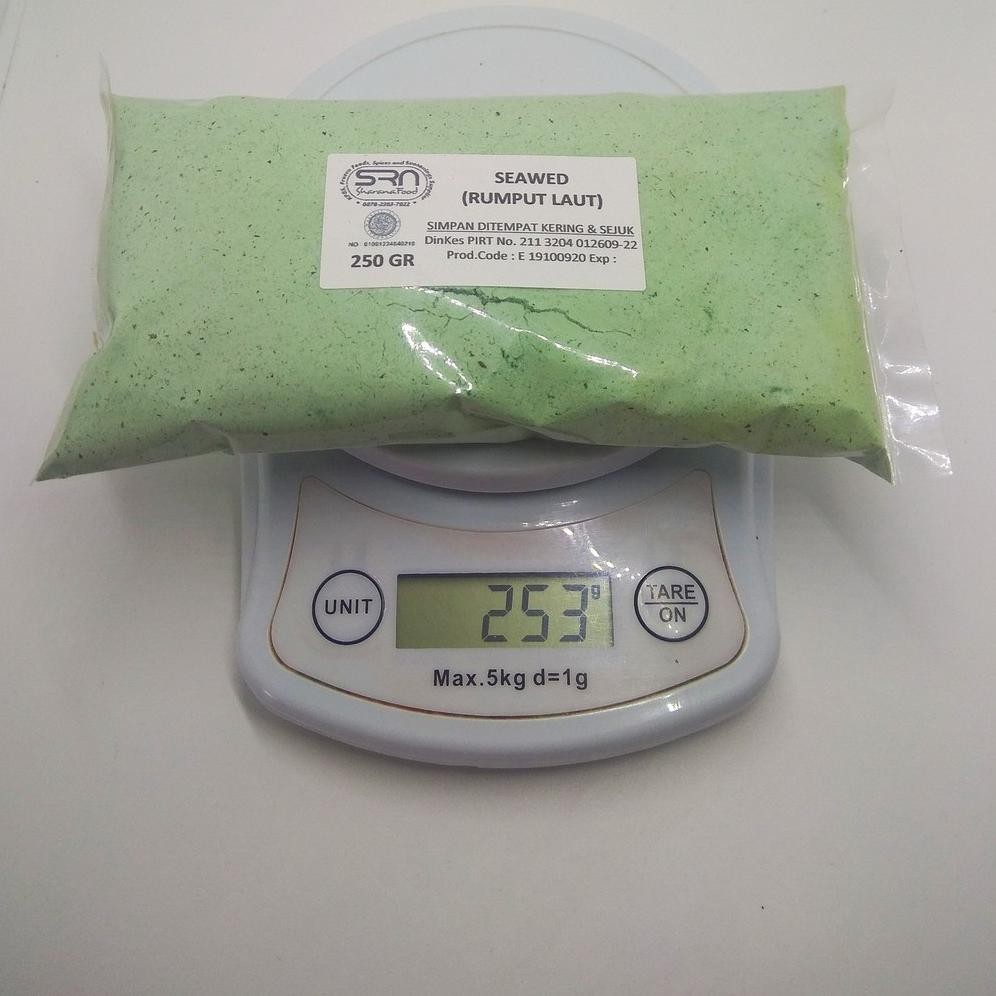 SRN
SharanaFood
SEAWED
(RUMPUT LAUT)
250 GR
SIMPAN DITEMPAT KERING & SEJUK
DinKes PIRT No. 211 3204 012609-22
Prod.Code : E 19100920 Exp :
UNIT
253g
TARE
ON
Max.5kg d=1g